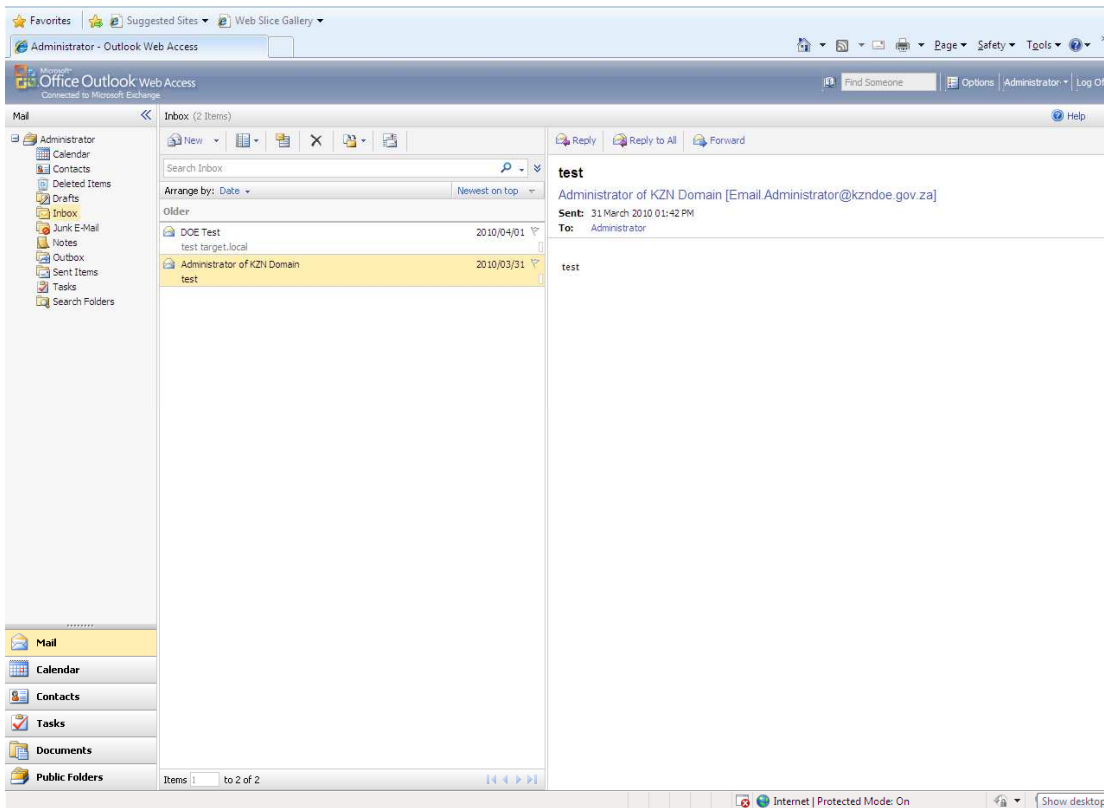 Favorites Suggested Sites Web Slice Gallery
Administrator - Outlook Web Access
Page Safety Tools
Microsoft
Office Outlook Web Access
Connected to Microsoft Exchange
Find Someone Options Administrator Log Of
Mail
Inbox (2 Items)
Help
Administrator
Calendar
Contacts
Deleted Items
Drafts
Inbox
Junk E-Mail
Notes
Outbox
Sent Items
Tasks
Search Folders
Mail
Calendar
Contacts
Tasks
Documents
Public Folders
New
Search Inbox
Arrange by: Date Newest on top
Older
DOE Test 2010/04/01
test target.local
Administrator of KZN Domain 2010/03/31
test
Items 1 to 2 of 2
Reply Reply to All Forward
test
Administrator of KZN Domain [Email.Administrator@kzndoe.gov.za]
Sent: 31 March 2010 01:42 PM
To: Administrator
test
Internet | Protected Mode: On
Show desktop